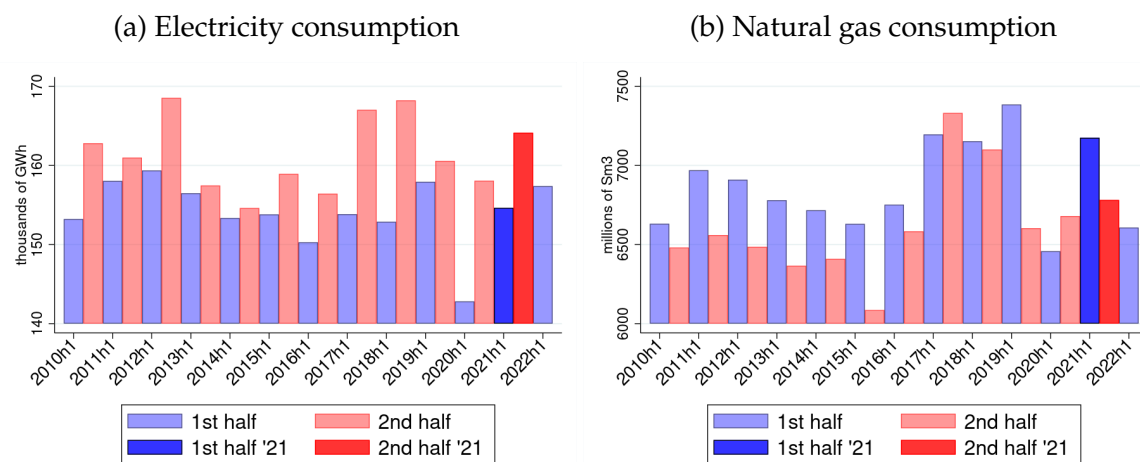 (a) Electricity consumption
thousands of GWh
170
160
150
140
2010h1
2011h1
2012h1
2013h1
2014h1
2015h1
2016h1
2017h1
2018h1
2019h1
2020h1
2021h1
2022h1
1st half
2nd half
1st half '21
2nd half '21
(b) Natural gas consumption
millions of Sm3
7500
7000
6500
6000
2010h1
2011h1
2012h1
2013h1
2014h1
2015h1
2016h1
2017h1
2018h1
2019h1
2020h1
2021h1
2022h1
1st half
2nd half
1st half '21
2nd half '21